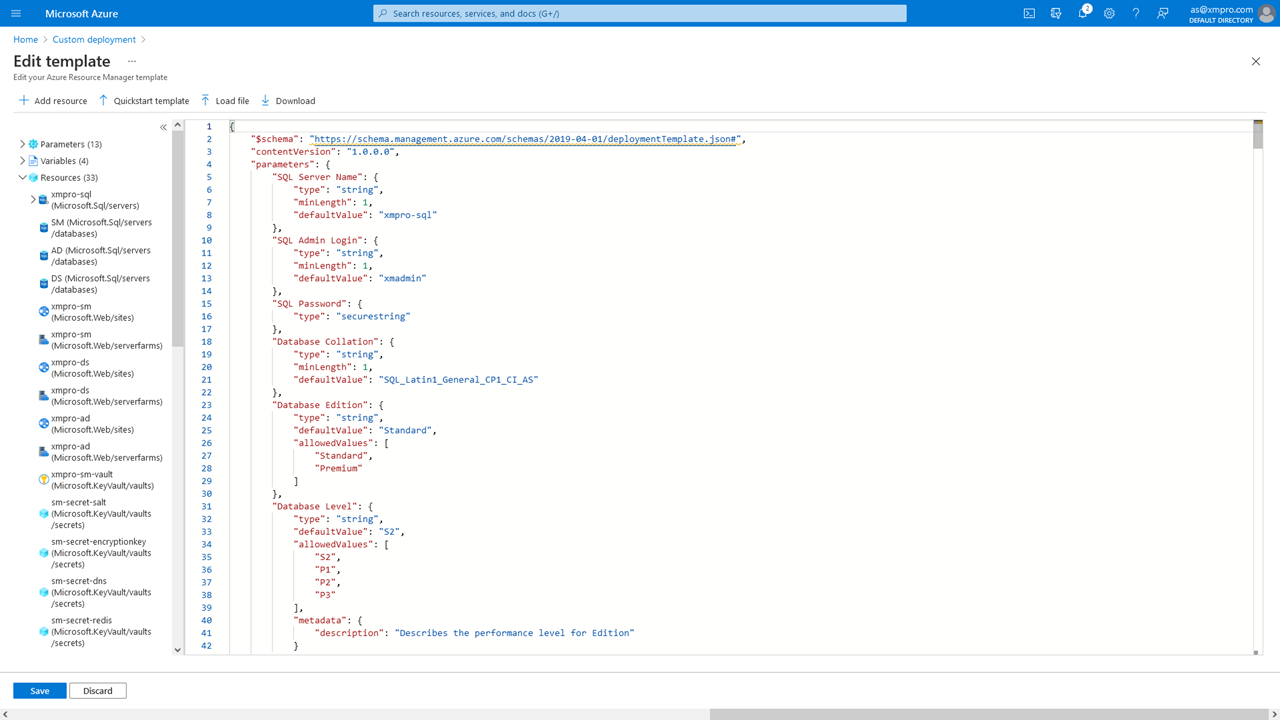 Microsoft Azure
Search resources, services, and docs (G+/)
2
as@xmpro.com
DEFAULT DIRECTORY
Home > Custom deployment >
Edit template ...
Edit your Azure Resource Manager template
Add resource Quickstart template Load file Download
Parameters (13)
Variables (4)
Resources (33)
xmpro-sql
(Microsoft.Sql/servers)
SM (Microsoft.Sql/servers
/databases)
AD (Microsoft.Sql/servers
/databases)
DS (Microsoft.Sql/servers
/databases)
xmpro-sm
(Microsoft.Web/sites)
xmpro-sm
(Microsoft.Web/serverfarms)
xmpro-ds
(Microsoft.Web/sites)
xmpro-ds
(Microsoft.Web/serverfarms)
xmpro-ad
(Microsoft.Web/sites)
xmpro-ad
(Microsoft.Web/serverfarms)
xmpro-sm-vault
(Microsoft.KeyVault/vaults)
sm-secret-salt
(Microsoft.KeyVault/vaults
/secrets)
sm-secret-encryptionkey
(Microsoft.KeyVault/vaults
/secrets)
sm-secret-dns
(Microsoft.KeyVault/vaults
/secrets)
sm-secret-redis
(Microsoft.KeyVault/vaults
/secrets)
1 {
2 "$schema": "https://schema.management.azure.com/schemas/2019-04-01/deploymentTemplate.json#",
3 "contentVersion": "1.0.0.0",
4 "parameters": {
5 "SQL Server Name": {
6 "type": "string",
7 "minLength": 1,
8 "defaultValue": "xmpro-sql"
9 },
10 "SQL Admin Login": {
11 "type": "string",
12 "minLength": 1,
13 "defaultValue": "xmadmin"
14 },
15 "SQL Password": {
16 "type": "securestring"
17 },
18 "Database Collation": {
19 "type": "string",
20 "minLength": 1,
21 "defaultValue": "SQL_Latin1_General_CP1_CI_AS"
22 },
23 "Database Edition": {
24 "type": "string",
25 "defaultValue": "Standard",
26 "allowedValues": [
27 "Standard",
28 "Premium"
29 ]
30 },
31 "Database Level": {
32 "type": "string",
33 "defaultValue": "S2",
34 "allowedValues": [
35 "S2",
36 "P1",
37 "P2",
38 "P3"
39 ],
40 "metadata": {
41 "description": "Describes the performance level for Edition"
42 }
Save Discard